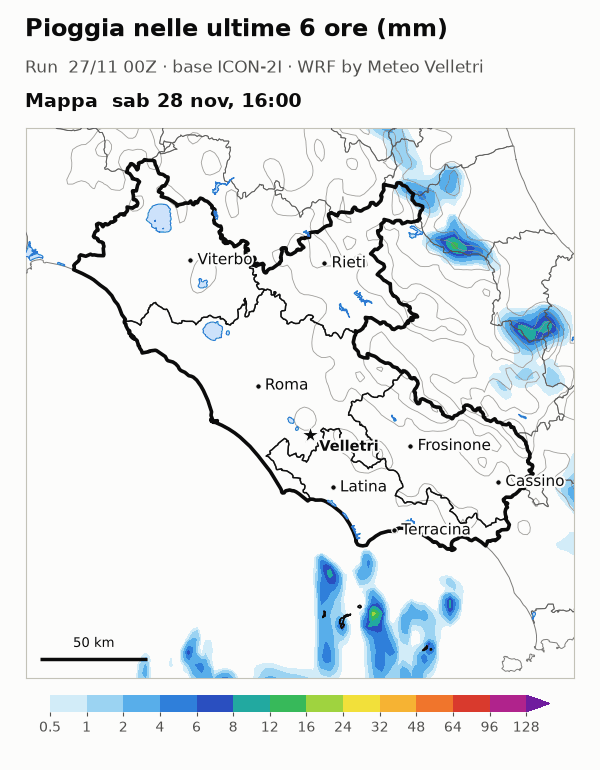 Pioggia nelle ultime 6 ore (mm)
Run  27/11 00Z · base ICON-2I · WRF by Meteo Velletri
Mappa  sab 28 nov, 16:00
Viterbo
Rieti
Roma
Velletri
Frosinone
Cassino
Latina
Terracina
50 km
0.5 1 2 4 6 8 12 16 24 32 48 64 96 128